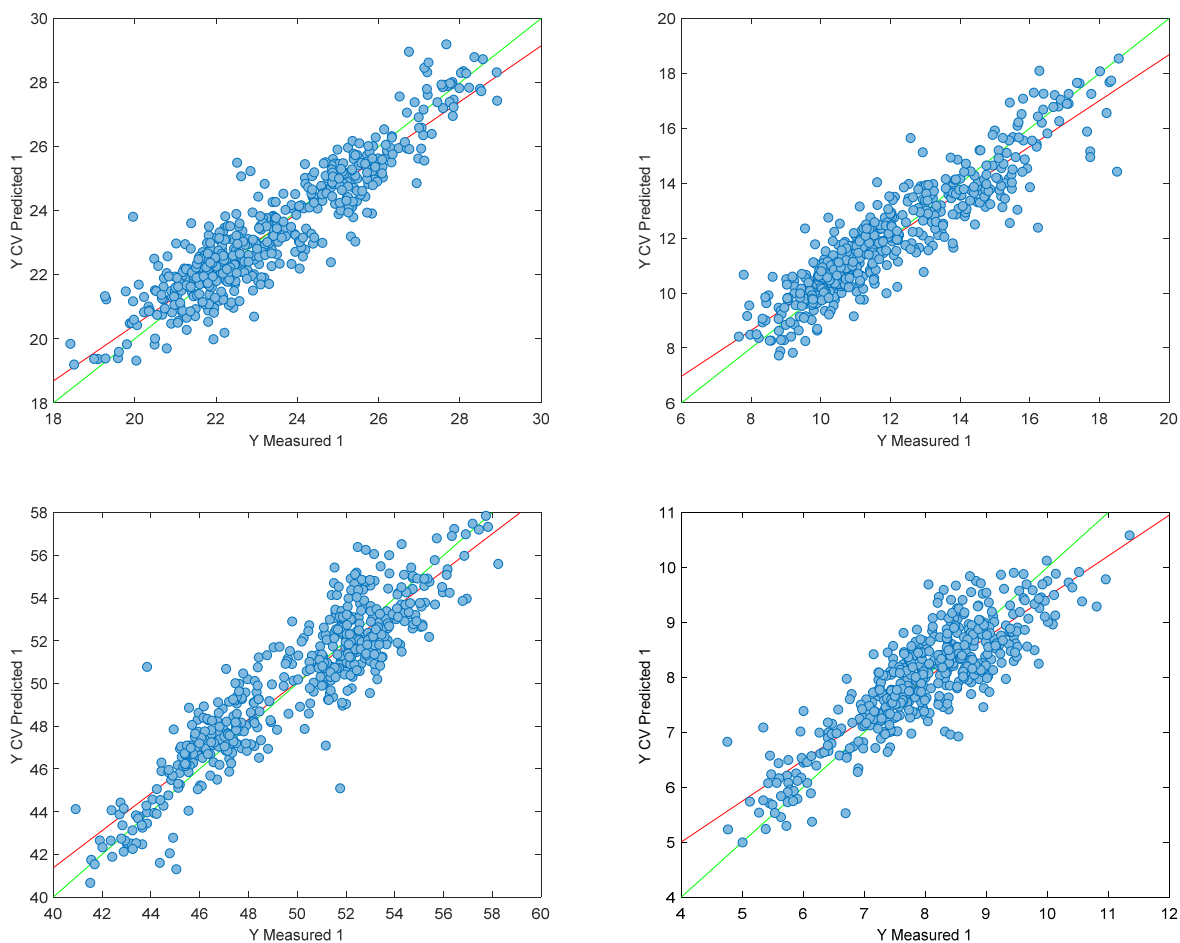 30
28
26
24
22
20
18
18 20 22 24 26 28 30
Y CV Predicted 1
Y Measured 1
20
18
16
14
12
10
8
6
6 8 10 12 14 16 18 20
Y CV Predicted 1
Y Measured 1
58
56
54
52
50
48
46
44
42
40
40 42 44 46 48 50 52 54 56 58 60
Y CV Predicted 1
Y Measured 1
11
10
9
8
7
6
5
4
4 5 6 7 8 9 10 11 12
Y CV Predicted 1
Y Measured 1